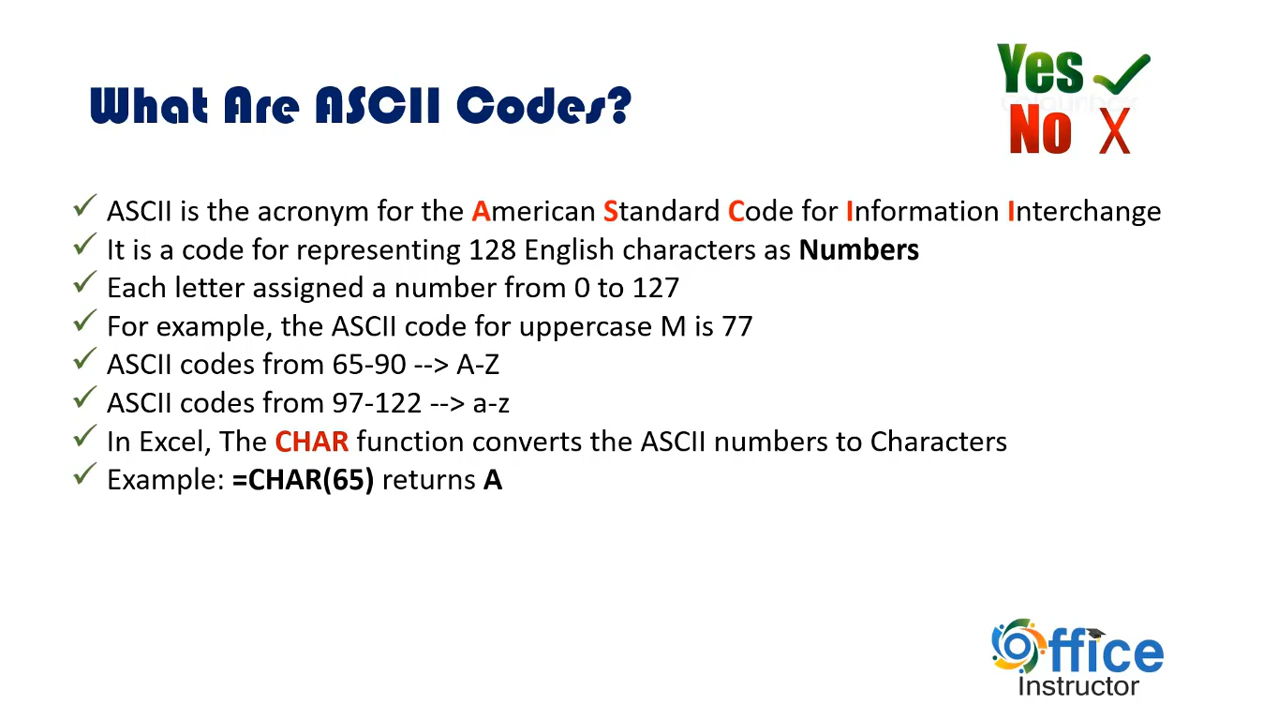 What Are ASCII Codes?
Yes ✓
No X
✓ ASCII is the acronym for the American Standard Code for Information Interchange
✓ It is a code for representing 128 English characters as Numbers
✓ Each letter assigned a number from 0 to 127
✓ For example, the ASCII code for uppercase M is 77
✓ ASCII codes from 65-90 --> A-Z
✓ ASCII codes from 97-122 --> a-z
✓ In Excel, The CHAR function converts the ASCII numbers to Characters
✓ Example: =CHAR(65) returns A
Office
Instructor